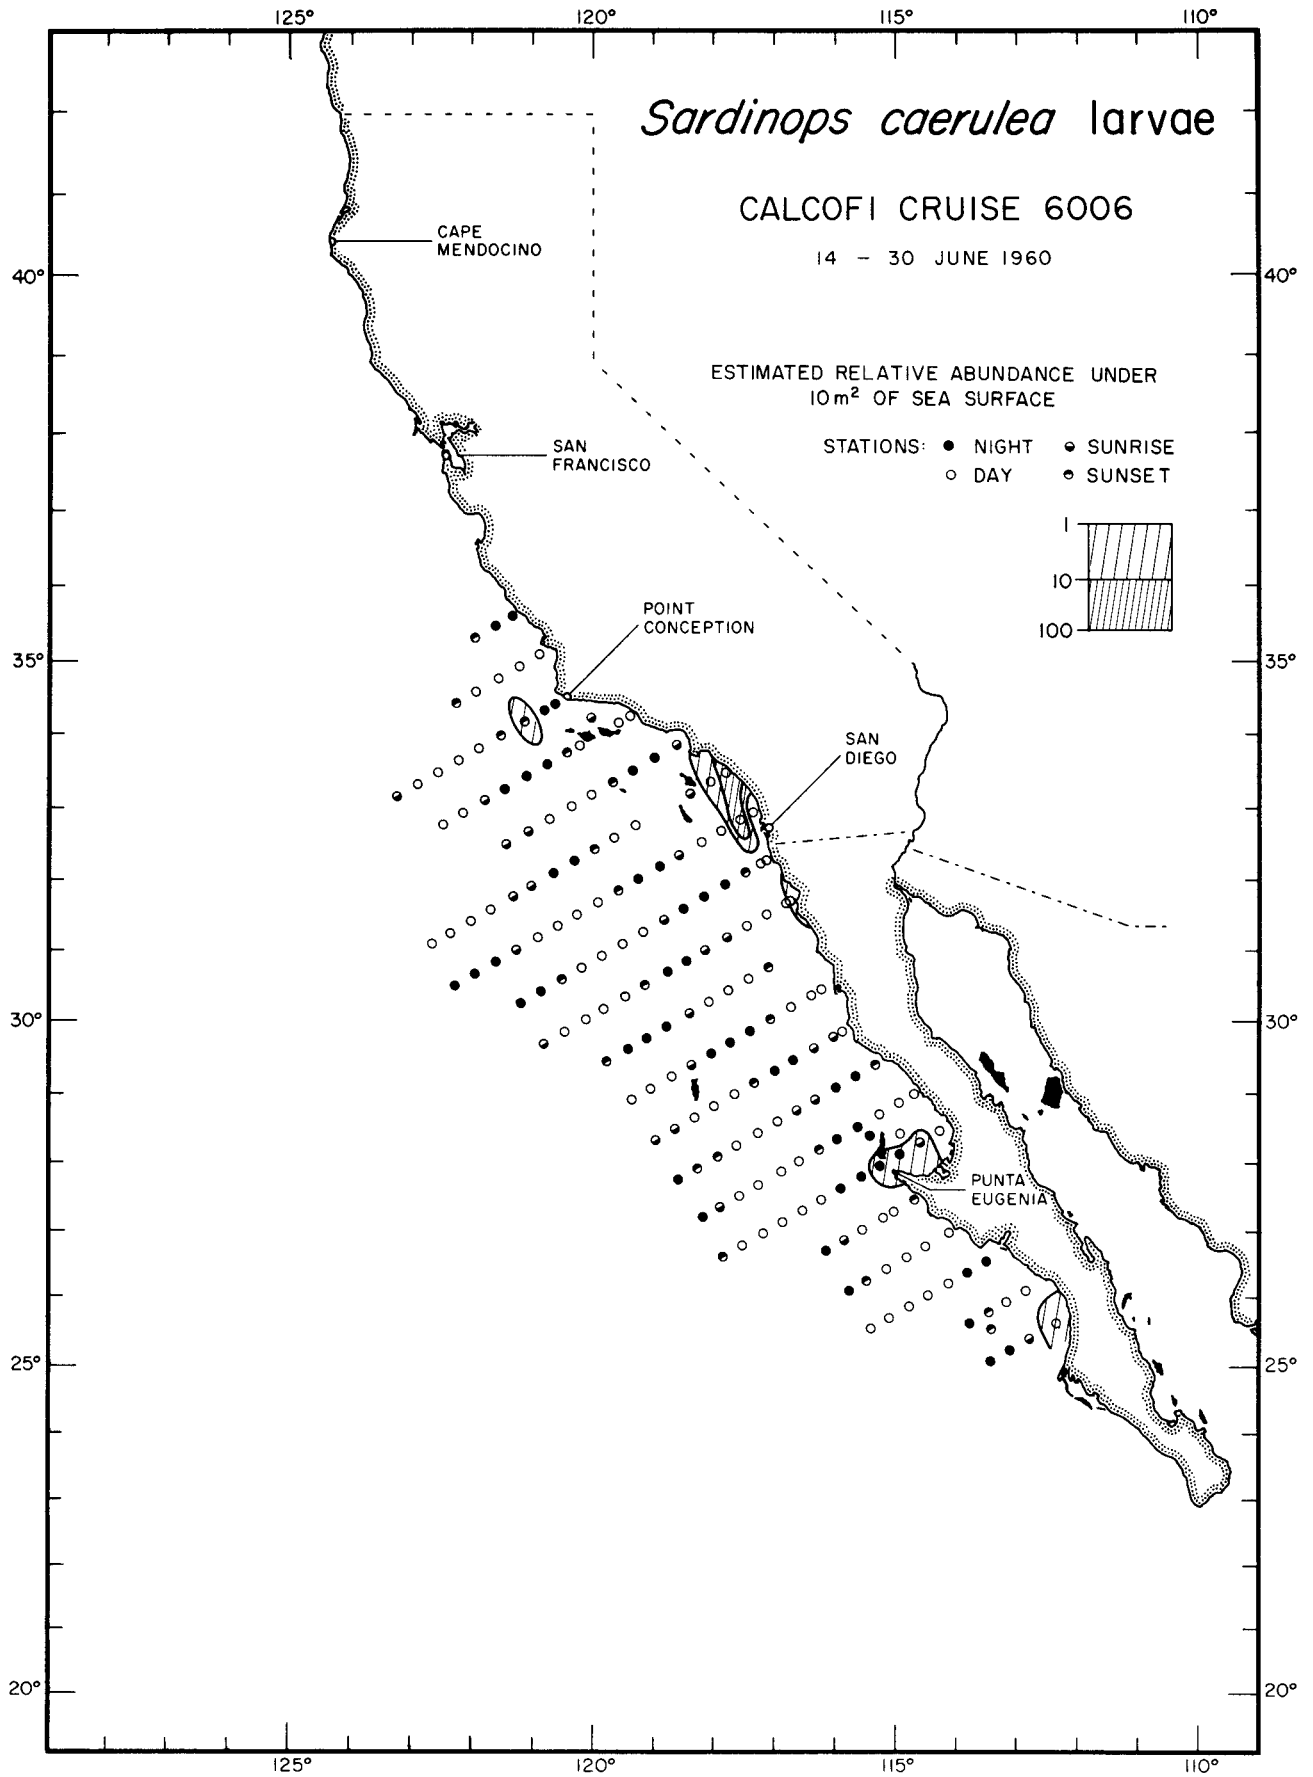 125° 120° 115° 110°
Sardinops caerulea larvae
CALCOFI CRUISE 6006
14 – 30 JUNE 1960
CAPE
MENDOCINO
40° 40°
ESTIMATED RELATIVE ABUNDANCE UNDER
10 m² OF SEA SURFACE
STATIONS: ● NIGHT SUNRISE
○ DAY SUNSET
SAN
FRANCISCO
1
10
100
POINT
CONCEPTION
35° 35°
SAN
DIEGO
30° 30°
PUNTA
EUGENIA
25° 25°
20° 20°
125° 120° 115° 110°